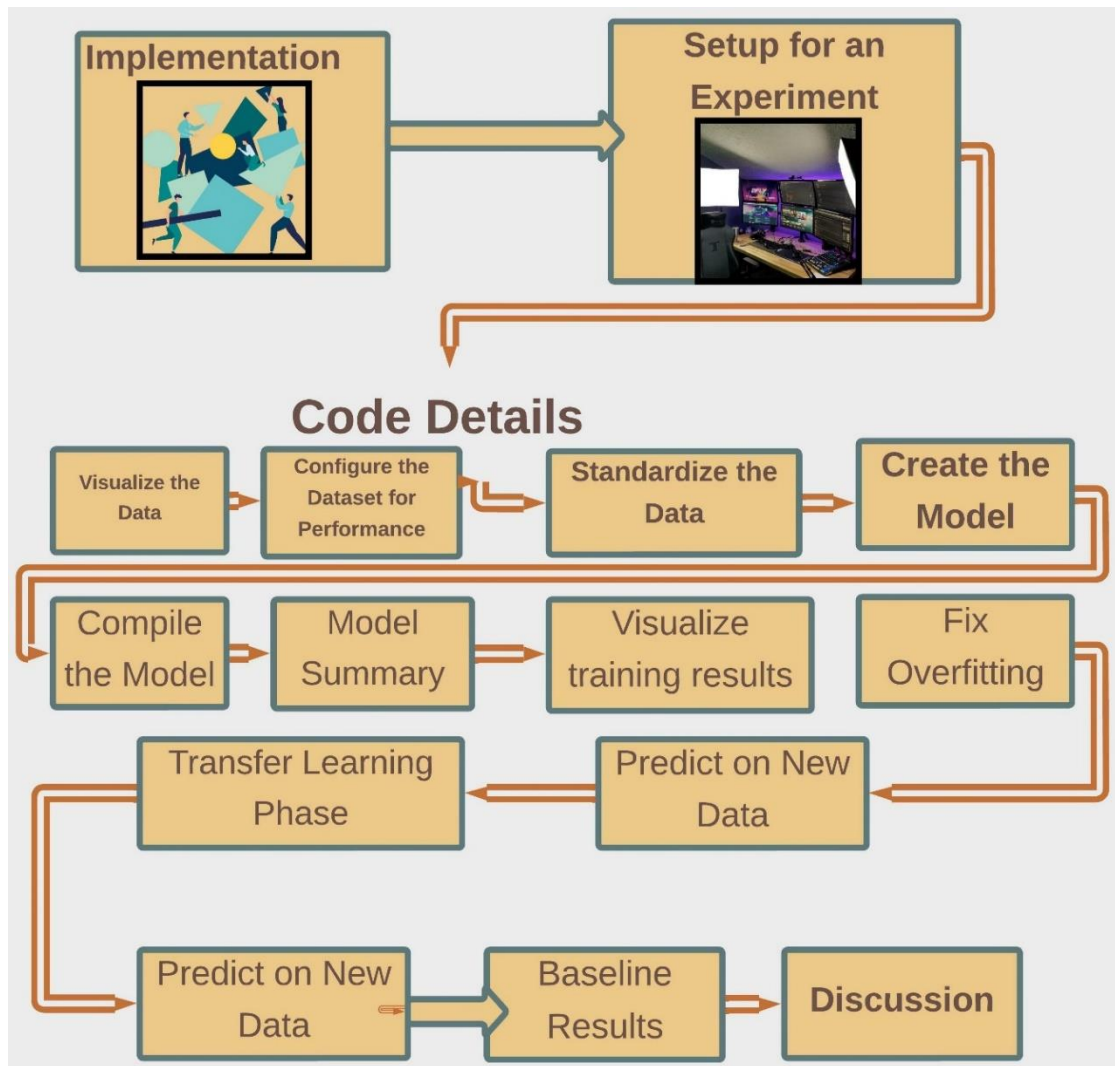 Implementation
Setup for an
Experiment
Code Details
Visualize the
Data
Configure the
Dataset for
Performance
Standardize the
Data
Create the
Model
Compile
the Model
Model
Summary
Visualize
training results
Fix
Overfitting
Transfer Learning
Phase
Predict on New
Data
Predict on New
Data
Baseline
Results
Discussion